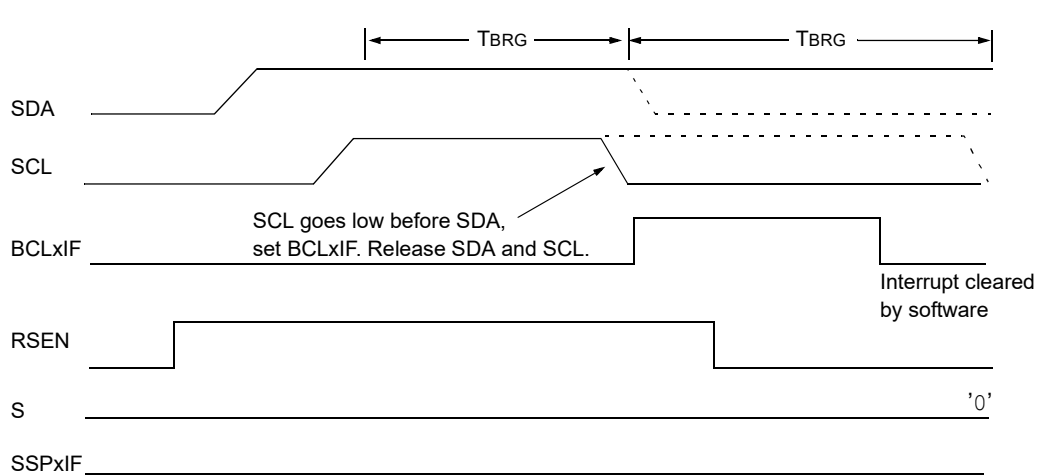 TBRG TBRG
SDA
SCL
SCL goes low before SDA,
set BCLxIF. Release SDA and SCL.
BCLxIF
Interrupt cleared
by software
RSEN
S
'0'
SSPxIF